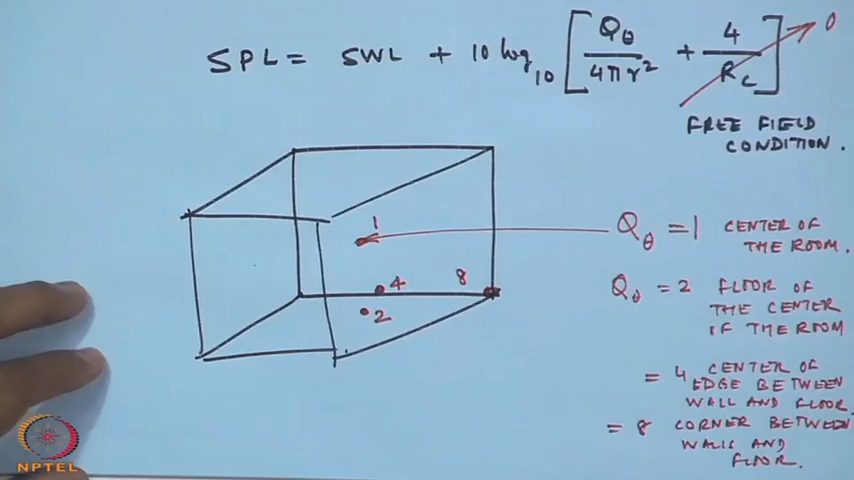 SPL = SWL + 10 log₁₀ [ Qθ / 4πr² + 4 / Rc ] 0
FREE FIELD
CONDITION.
1
4
8
2
Qθ = 1 CENTER OF
THE ROOM.
Qθ = 2 FLOOR OF
THE CENTER
IF THE ROOM
= 4 CENTER OF
EDGE BETWEEN
WALL AND FLOOR.
= 8 CORNER BETWEEN
WALLS AND
FLOOR.
NPTEL